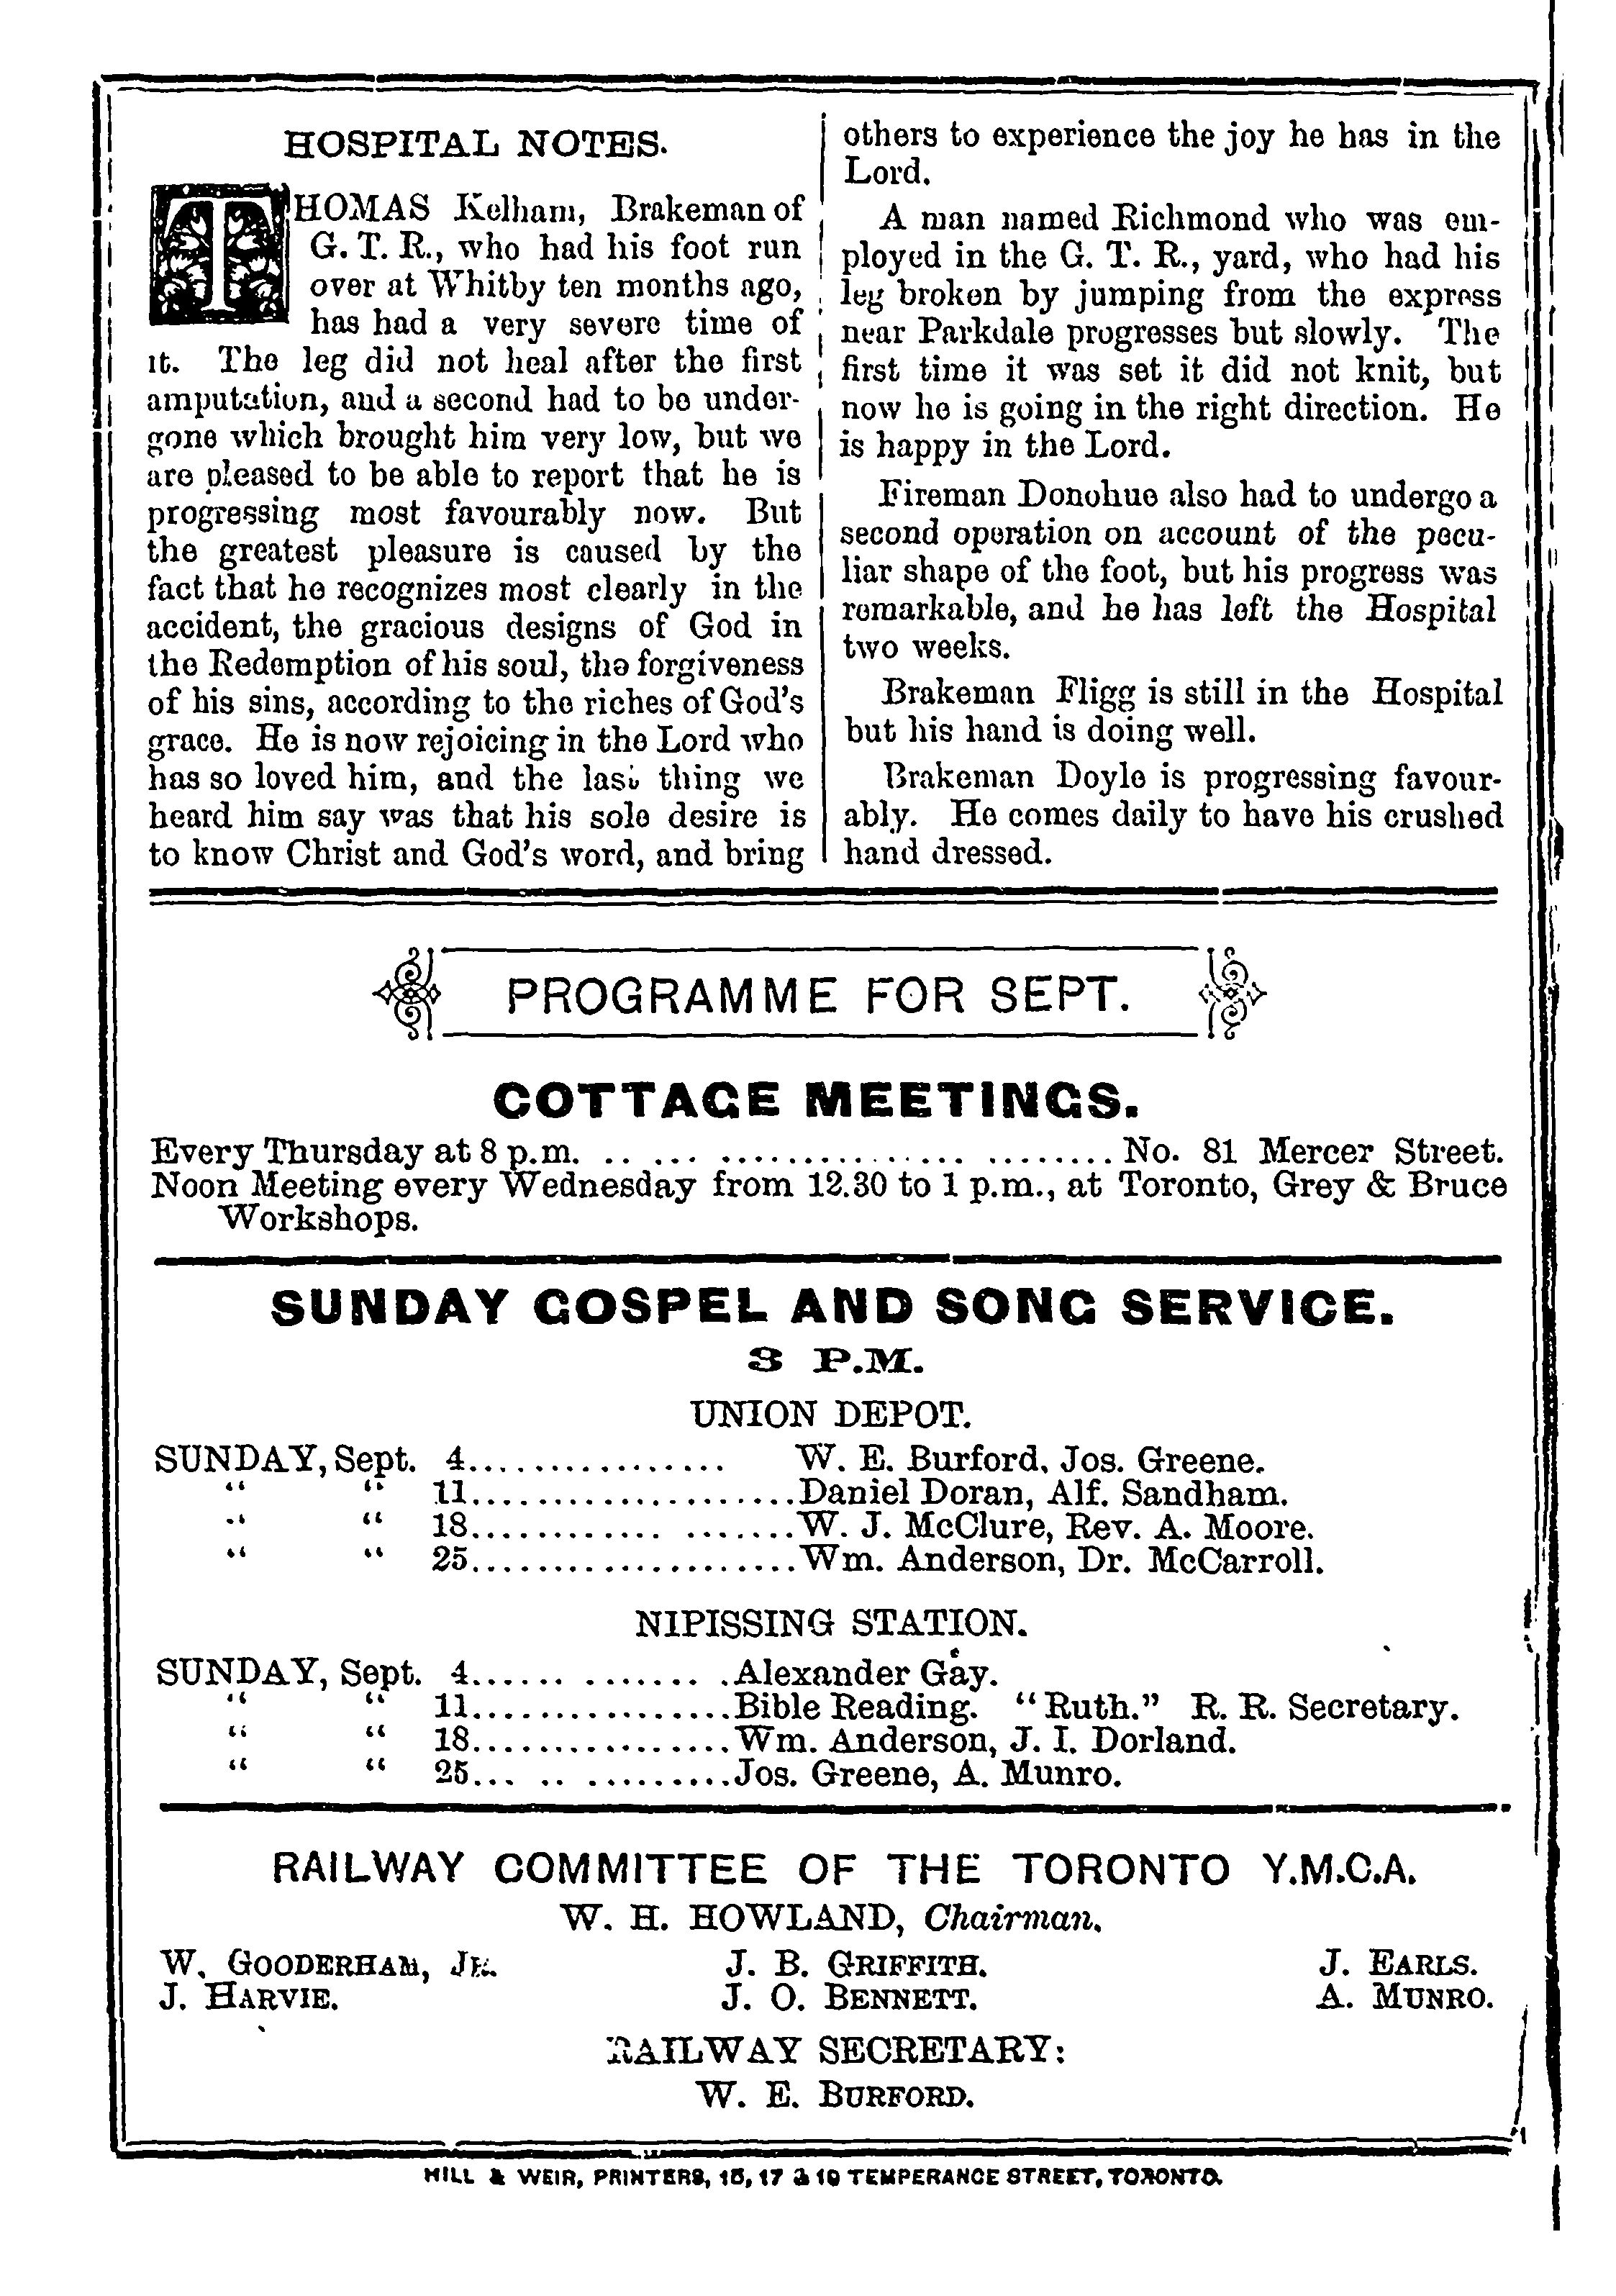 HOSPITAL NOTES.
THOMAS Kelham, Brakeman of
G. T. R., who had his foot run
over at Whitby ten months ago,
has had a very severe time of
it. The leg did not heal after the first
amputation, and a second had to be under-
gone which brought him very low, but we
are pleased to be able to report that he is
progressing most favourably now. But
the greatest pleasure is caused by the
fact that he recognizes most clearly in the
accident, the gracious designs of God in
the Redemption of his soul, the forgiveness
of his sins, according to the riches of God's
grace. He is now rejoicing in the Lord who
has so loved him, and the last thing we
heard him say was that his sole desire is
to know Christ and God's word, and bring
others to experience the joy he has in the
Lord.
A man named Richmond who was em-
ployed in the G. T. R., yard, who had his
leg broken by jumping from the express
near Parkdale progresses but slowly. The
first time it was set it did not knit, but
now he is going in the right direction. He
is happy in the Lord.
Fireman Donohue also had to undergo a
second operation on account of the pecu-
liar shape of the foot, but his progress was
remarkable, and he has left the Hospital
two weeks.
Brakeman Fligg is still in the Hospital
but his hand is doing well.
Brakeman Doyle is progressing favour-
ably. He comes daily to have his crushed
hand dressed.
PROGRAMME FOR SEPT.
COTTAGE MEETINGS.
Every Thursday at 8 p.m. .. ... ............... ........ No. 81 Mercer Street.
Noon Meeting every Wednesday from 12.30 to 1 p.m., at Toronto, Grey & Bruce
Workshops.
SUNDAY GOSPEL AND SONG SERVICE.
3 P.M.
UNION DEPOT.
SUNDAY, Sept. 4................ W. E. Burford, Jos. Greene.
" " 11....................Daniel Doran, Alf. Sandham.
" " 18............ .......W. J. McClure, Rev. A. Moore.
" " 25....................Wm. Anderson, Dr. McCarroll.
NIPISSING STATION.
SUNDAY, Sept. 4...... ....... .Alexander Gay.
" " 11................Bible Reading. "Ruth." R. R. Secretary.
" " 18................Wm. Anderson, J. I. Dorland.
" " 25... .. .........Jos. Greene, A. Munro.
RAILWAY COMMITTEE OF THE TORONTO Y.M.C.A.
W. H. HOWLAND, Chairman.
W. GOODERHAM, JR. J. B. GRIFFITH. J. EARLS.
J. HARVIE. J. O. BENNETT. A. MUNRO.
RAILWAY SECRETARY:
W. E. BURFORD.
HILL & WEIR, PRINTERS, 15, 17 & 19 TEMPERANCE STREET, TORONTO.